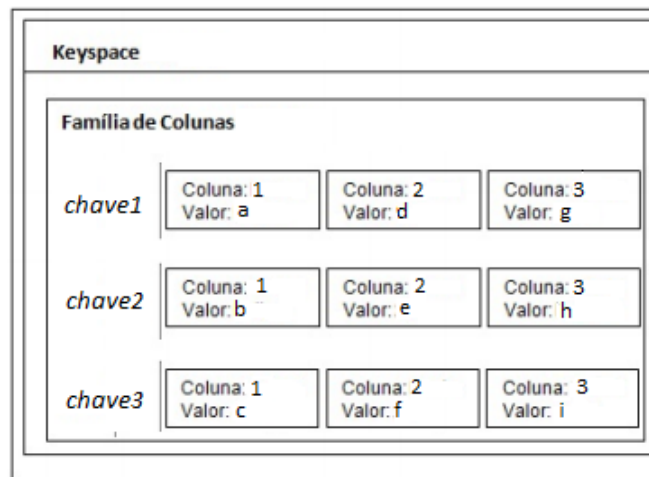 Keyspace
Família de Colunas
chave1
Coluna: 1
Valor: a
Coluna: 2
Valor: d
Coluna: 3
Valor: g
chave2
Coluna: 1
Valor: b
Coluna: 2
Valor: e
Coluna: 3
Valor: h
chave3
Coluna: 1
Valor: c
Coluna: 2
Valor: f
Coluna: 3
Valor: i